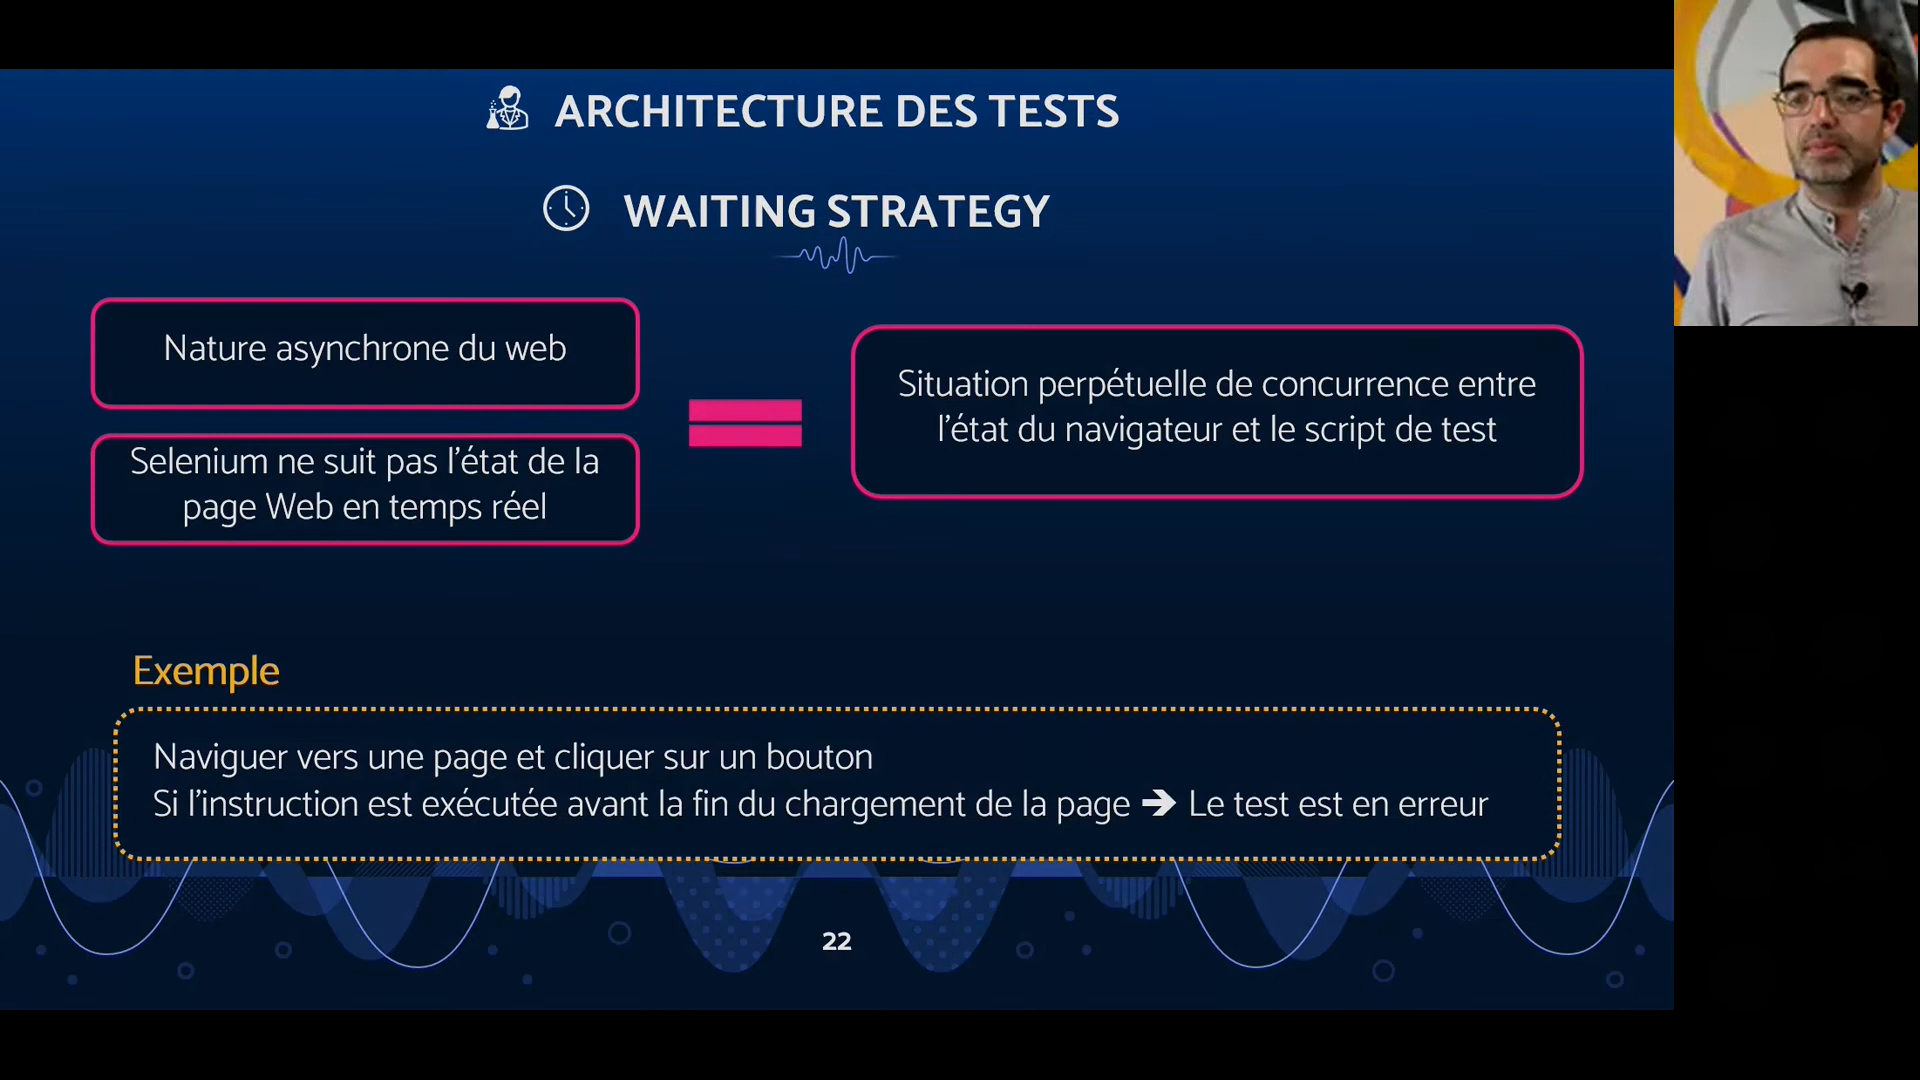 ARCHITECTURE DES TESTS
WAITING STRATEGY
Nature asynchrone du web
Selenium ne suit pas l'état de la
page Web en temps réel
Situation perpétuelle de concurrence entre
l'état du navigateur et le script de test
Exemple
Naviguer vers une page et cliquer sur un bouton
Si l'instruction est exécutée avant la fin du chargement de la page ➔ Le test est en erreur
22